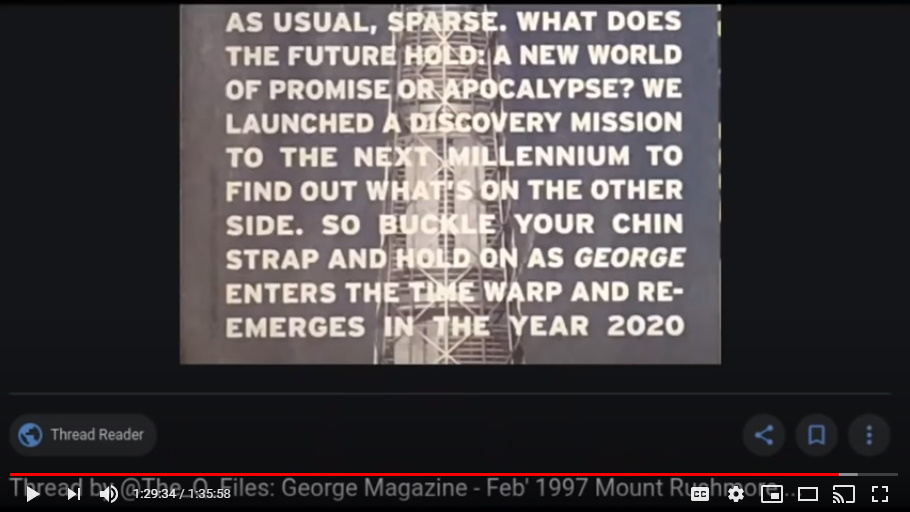 AS USUAL, SPARSE. WHAT DOES
THE FUTURE HOLD: A NEW WORLD
OF PROMISE OR APOCALYPSE? WE
LAUNCHED A DISCOVERY MISSION
TO THE NEXT MILLENNIUM TO
FIND OUT WHAT'S ON THE OTHER
SIDE. SO BUCKLE YOUR CHIN
STRAP AND HOLD ON AS GEORGE
ENTERS THE TIME WARP AND RE-
EMERGES IN THE YEAR 2020
Thread Reader
Thread by @The_Q_Files: George Magazine - Feb' 1997 Mount Rushmore...
1:29:34 / 1:35:58
CC